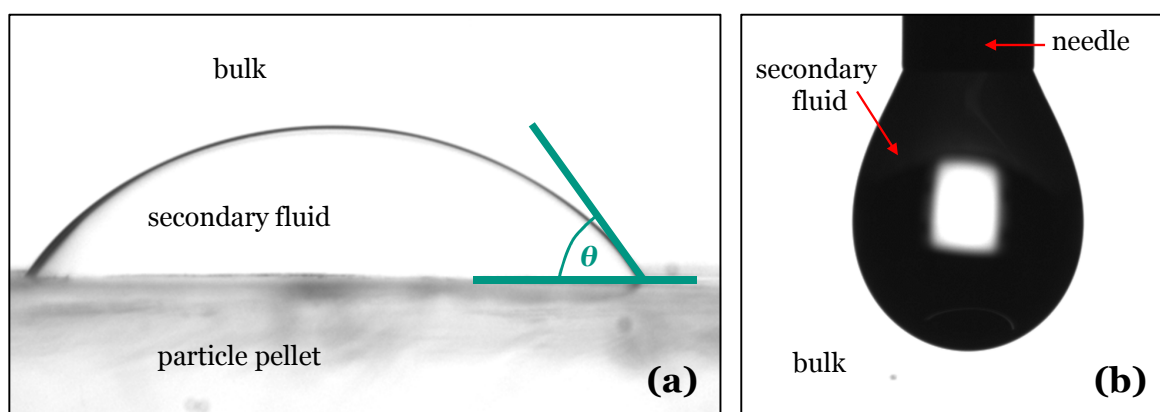 bulk
secondary fluid
θ
particle pellet
(a)
needle
secondary
fluid
bulk
(b)